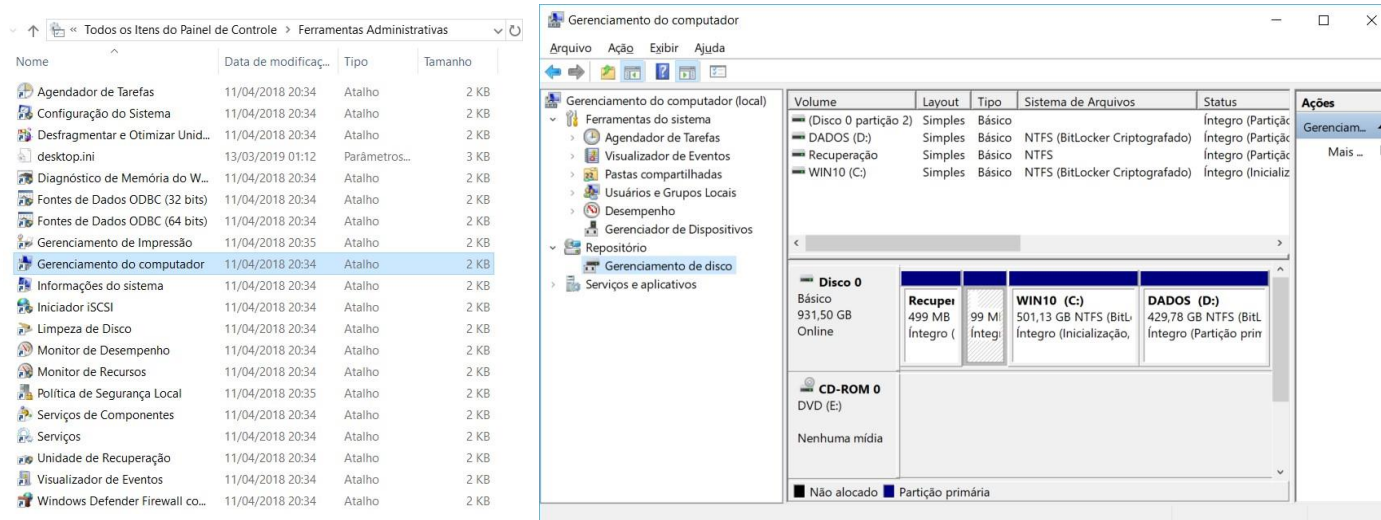 « Todos os Itens do Painel de Controle > Ferramentas Administrativas
Nome Data de modificaç... Tipo Tamanho
Agendador de Tarefas 11/04/2018 20:34 Atalho 2 KB
Configuração do Sistema 11/04/2018 20:34 Atalho 2 KB
Desfragmentar e Otimizar Unid... 11/04/2018 20:34 Atalho 2 KB
desktop.ini 13/03/2019 01:12 Parâmetros... 3 KB
Diagnóstico de Memória do W... 11/04/2018 20:34 Atalho 2 KB
Fontes de Dados ODBC (32 bits) 11/04/2018 20:34 Atalho 2 KB
Fontes de Dados ODBC (64 bits) 11/04/2018 20:34 Atalho 2 KB
Gerenciamento de Impressão 11/04/2018 20:35 Atalho 2 KB
Gerenciamento do computador 11/04/2018 20:34 Atalho 2 KB
Informações do sistema 11/04/2018 20:34 Atalho 2 KB
Iniciador iSCSI 11/04/2018 20:34 Atalho 2 KB
Limpeza de Disco 11/04/2018 20:34 Atalho 2 KB
Monitor de Desempenho 11/04/2018 20:34 Atalho 2 KB
Monitor de Recursos 11/04/2018 20:34 Atalho 2 KB
Política de Segurança Local 11/04/2018 20:35 Atalho 2 KB
Serviços de Componentes 11/04/2018 20:34 Atalho 2 KB
Serviços 11/04/2018 20:34 Atalho 2 KB
Unidade de Recuperação 11/04/2018 20:34 Atalho 2 KB
Visualizador de Eventos 11/04/2018 20:34 Atalho 2 KB
Windows Defender Firewall co... 11/04/2018 20:34 Atalho 2 KB
Gerenciamento do computador
Arquivo Ação Exibir Ajuda
Gerenciamento do computador (local)
Ferramentas do sistema
Agendador de Tarefas
Visualizador de Eventos
Pastas compartilhadas
Usuários e Grupos Locais
Desempenho
Gerenciador de Dispositivos
Repositório
Gerenciamento de disco
Serviços e aplicativos
Volume Layout Tipo Sistema de Arquivos Status
(Disco 0 partição 2) Simples Básico Íntegro (Partiçã
DADOS (D:) Simples Básico NTFS (BitLocker Criptografado) Íntegro (Partiçã
Recuperação Simples Básico NTFS Íntegro (Partiçã
WIN10 (C:) Simples Básico NTFS (BitLocker Criptografado) Íntegro (Inicializ
Disco 0
Básico
931,50 GB
Online
Recuper
499 MB
Íntegro (
99 M
Íntegr
WIN10 (C:)
501,13 GB NTFS (BitL
Íntegro (Inicialização,
DADOS (D:)
429,78 GB NTFS (BitL
Íntegro (Partição prim
CD-ROM 0
DVD (E:)
Nenhuma mídia
Não alocado Partição primária
Ações
Gerenciam...
Mais ...